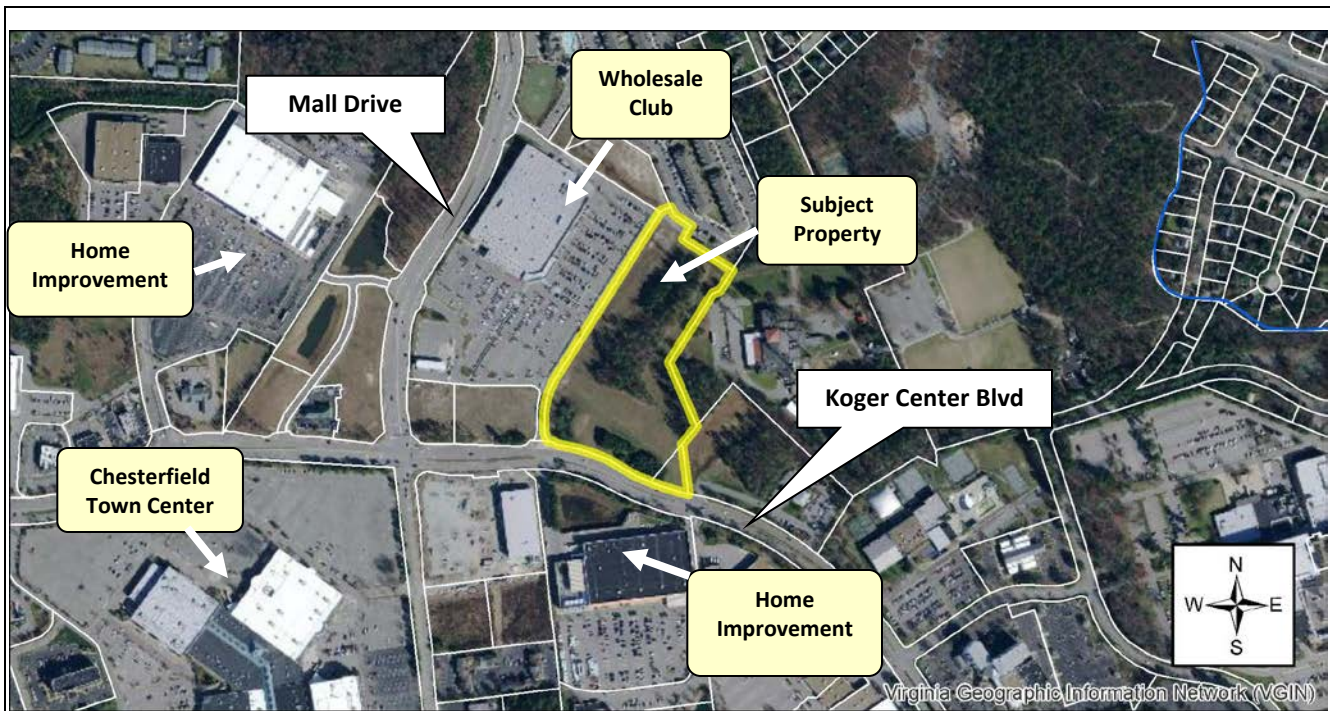 Mall Drive
Wholesale
Club
Subject
Property
Home
Improvement
Koger Center Blvd
Chesterfield
Town Center
Home
Improvement
N
W E
S
Virginia Geographic Information Network (VGIN)